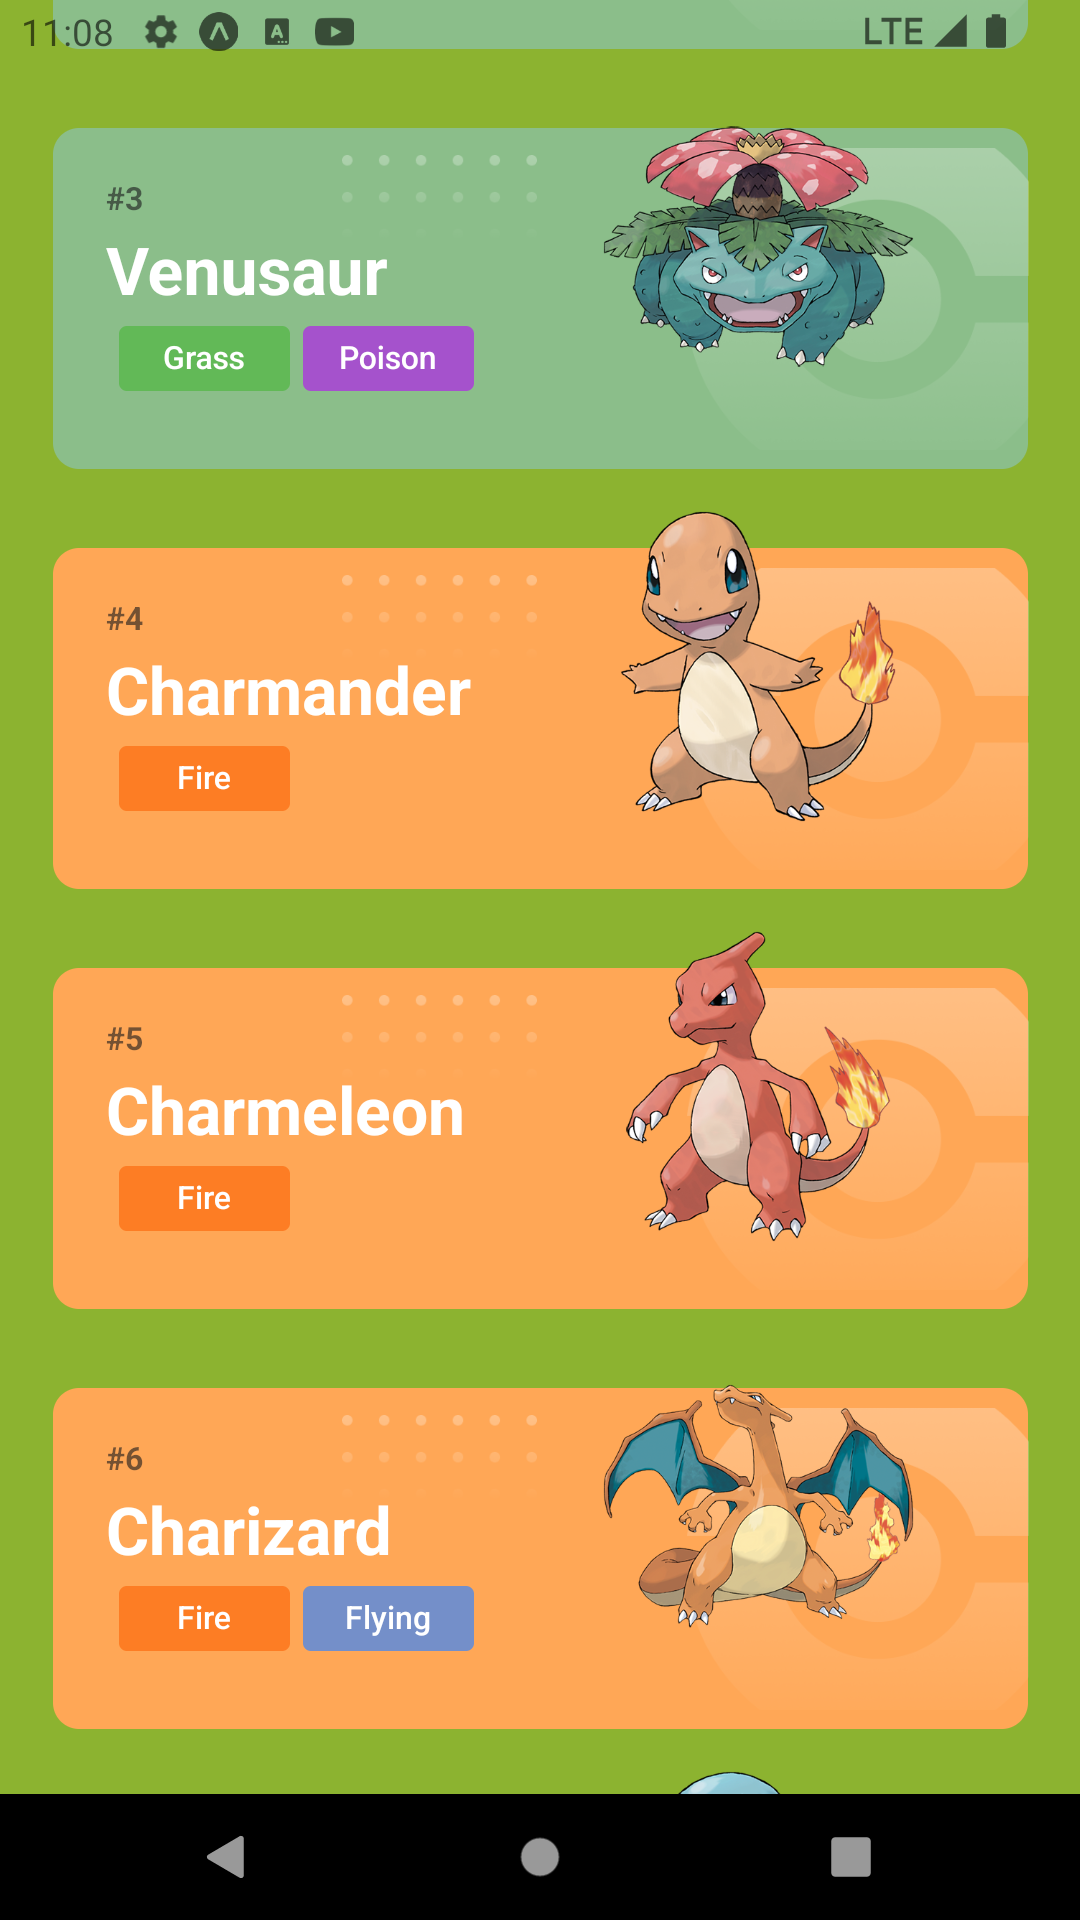 11:08 LTE
#3
Venusaur
Grass Poison
#4
Charmander
Fire
#5
Charmeleon
Fire
#6
Charizard
Fire Flying